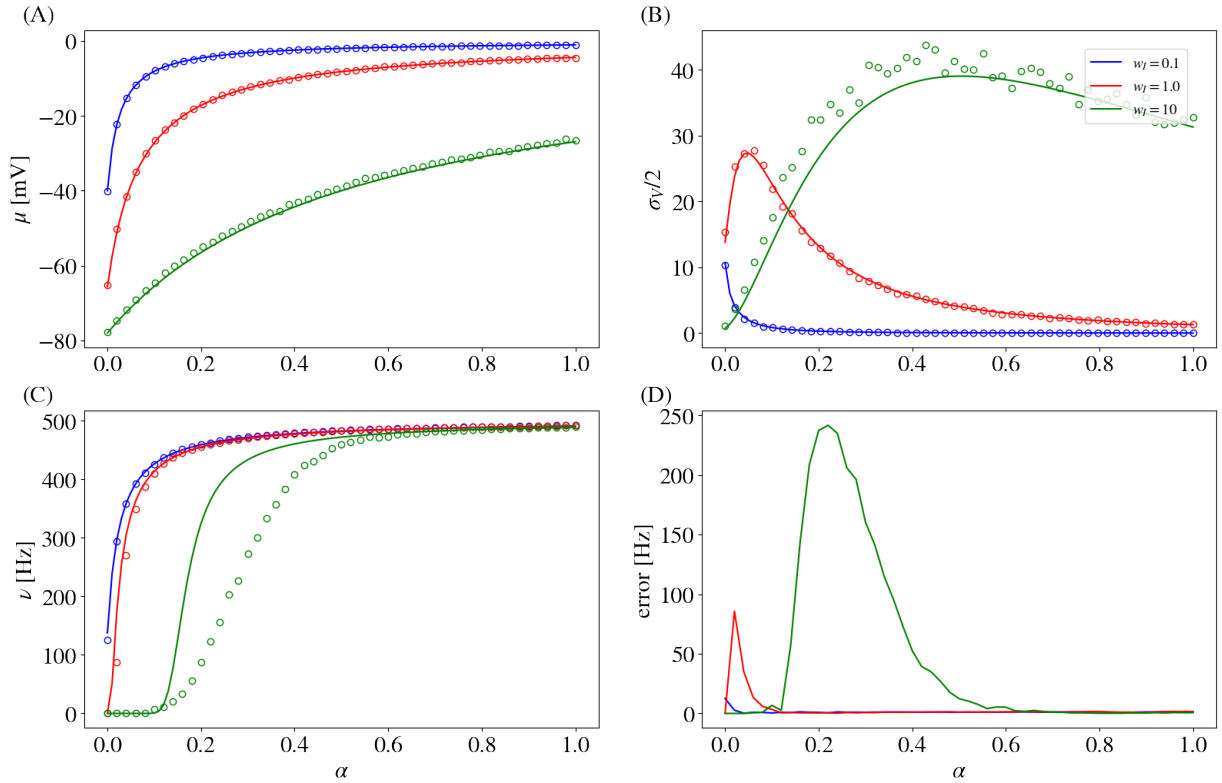 (A)
0
−20
−40
−60
−80
μ [mV]
0.0 0.2 0.4 0.6 0.8 1.0
(B)
40
30
20
10
0
σ_V/2
w_I = 0.1
w_I = 1.0
w_I = 10
0.0 0.2 0.4 0.6 0.8 1.0
(C)
500
400
300
200
100
0
ν [Hz]
0.0 0.2 0.4 0.6 0.8 1.0
α
(D)
250
200
150
100
50
0
error [Hz]
0.0 0.2 0.4 0.6 0.8 1.0
α